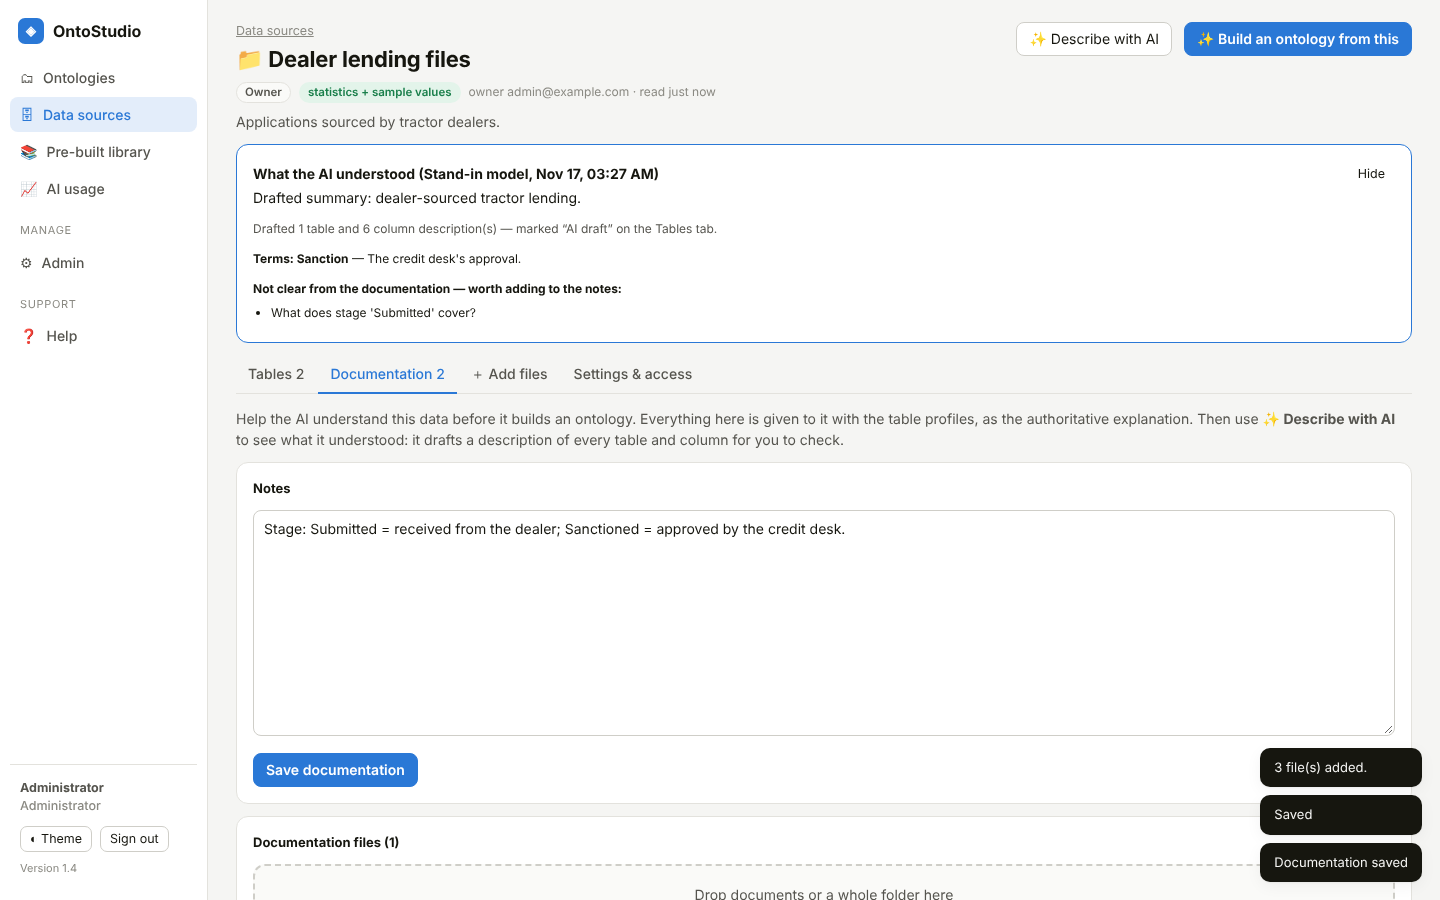 OntoStudio
Ontologies
Data sources
Pre-built library
AI usage
MANAGE
Admin
SUPPORT
Help
Administrator
Administrator
Theme
Sign out
Version 1.4
Data sources
Dealer lending files
Owner
statistics + sample values
owner admin@example.com · read just now
Applications sourced by tractor dealers.
✨ Describe with AI
✨ Build an ontology from this
What the AI understood (Stand-in model, Nov 17, 03:27 AM)
Hide
Drafted summary: dealer-sourced tractor lending.
Drafted 1 table and 6 column description(s) — marked “AI draft” on the Tables tab.
Terms: Sanction — The credit desk's approval.
Not clear from the documentation — worth adding to the notes:
• What does stage 'Submitted' cover?
Tables 2
Documentation 2
+ Add files
Settings & access
Help the AI understand this data before it builds an ontology. Everything here is given to it with the table profiles, as the authoritative explanation. Then use ✨ Describe with AI
to see what it understood: it drafts a description of every table and column for you to check.
Notes
Stage: Submitted = received from the dealer; Sanctioned = approved by the credit desk.
Save documentation
Documentation files (1)
Drop documents or a whole folder here
3 file(s) added.
Saved
Documentation saved